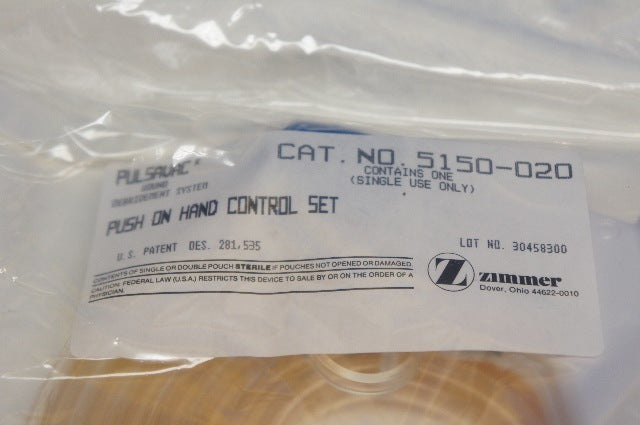 PULSAVAC®
WOUND
DEBRIDEMENT SYSTEM
PUSH ON HAND CONTROL SET
U.S. PATENT DES. 281,535
CAT. NO. 5150-020
CONTAINS ONE
(SINGLE USE ONLY)
LOT NO. 30458300
CONTENTS OF SINGLE OR DOUBLE POUCH STERILE IF POUCHES NOT OPENED OR DAMAGED.
CAUTION: FEDERAL LAW (U.S.A.) RESTRICTS THIS DEVICE TO SALE BY OR ON THE ORDER OF A
PHYSICIAN.
Z zimmer
Dover, Ohio 44622-0010